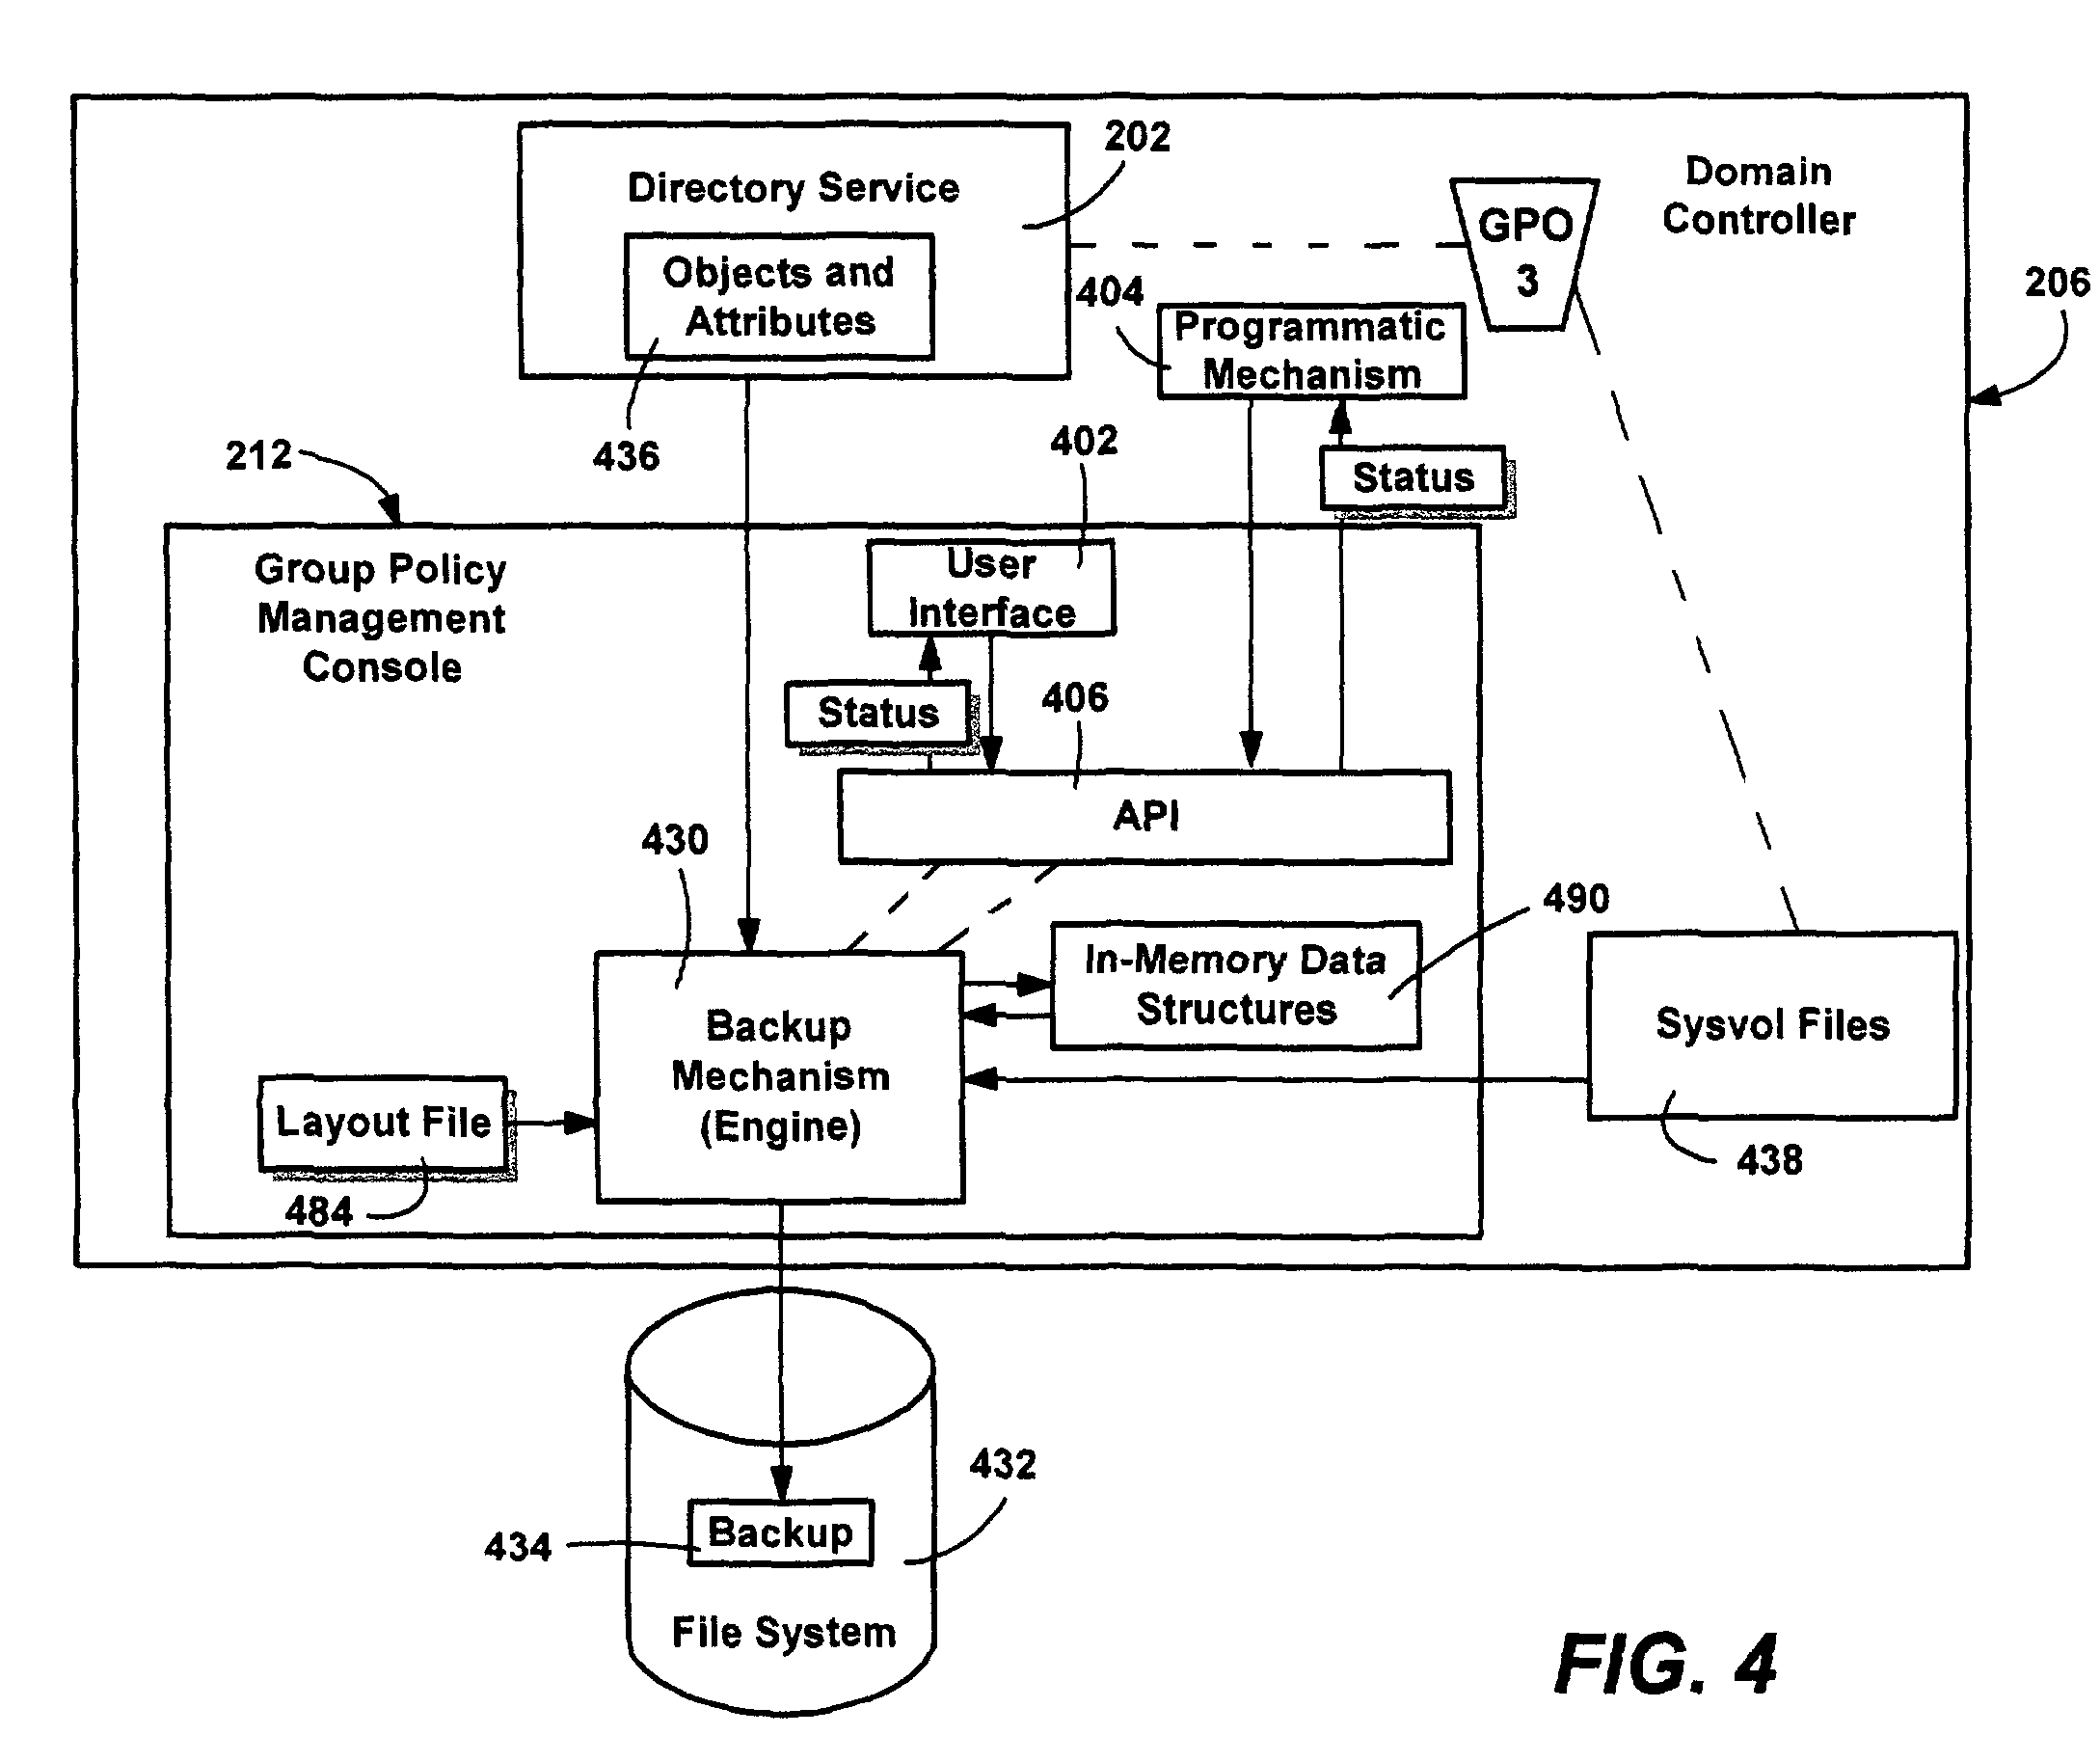 202
Directory Service
Domain
Controller
GPO
3
Objects and
Attributes
404
206
Programmatic
Mechanism
436
212
402
Status
Group Policy
Management
Console
User
Interface
Status
406
API
430
490
In-Memory Data
Structures
Backup
Mechanism
(Engine)
Sysvol Files
Layout File
484
438
432
434
Backup
File System
FIG. 4